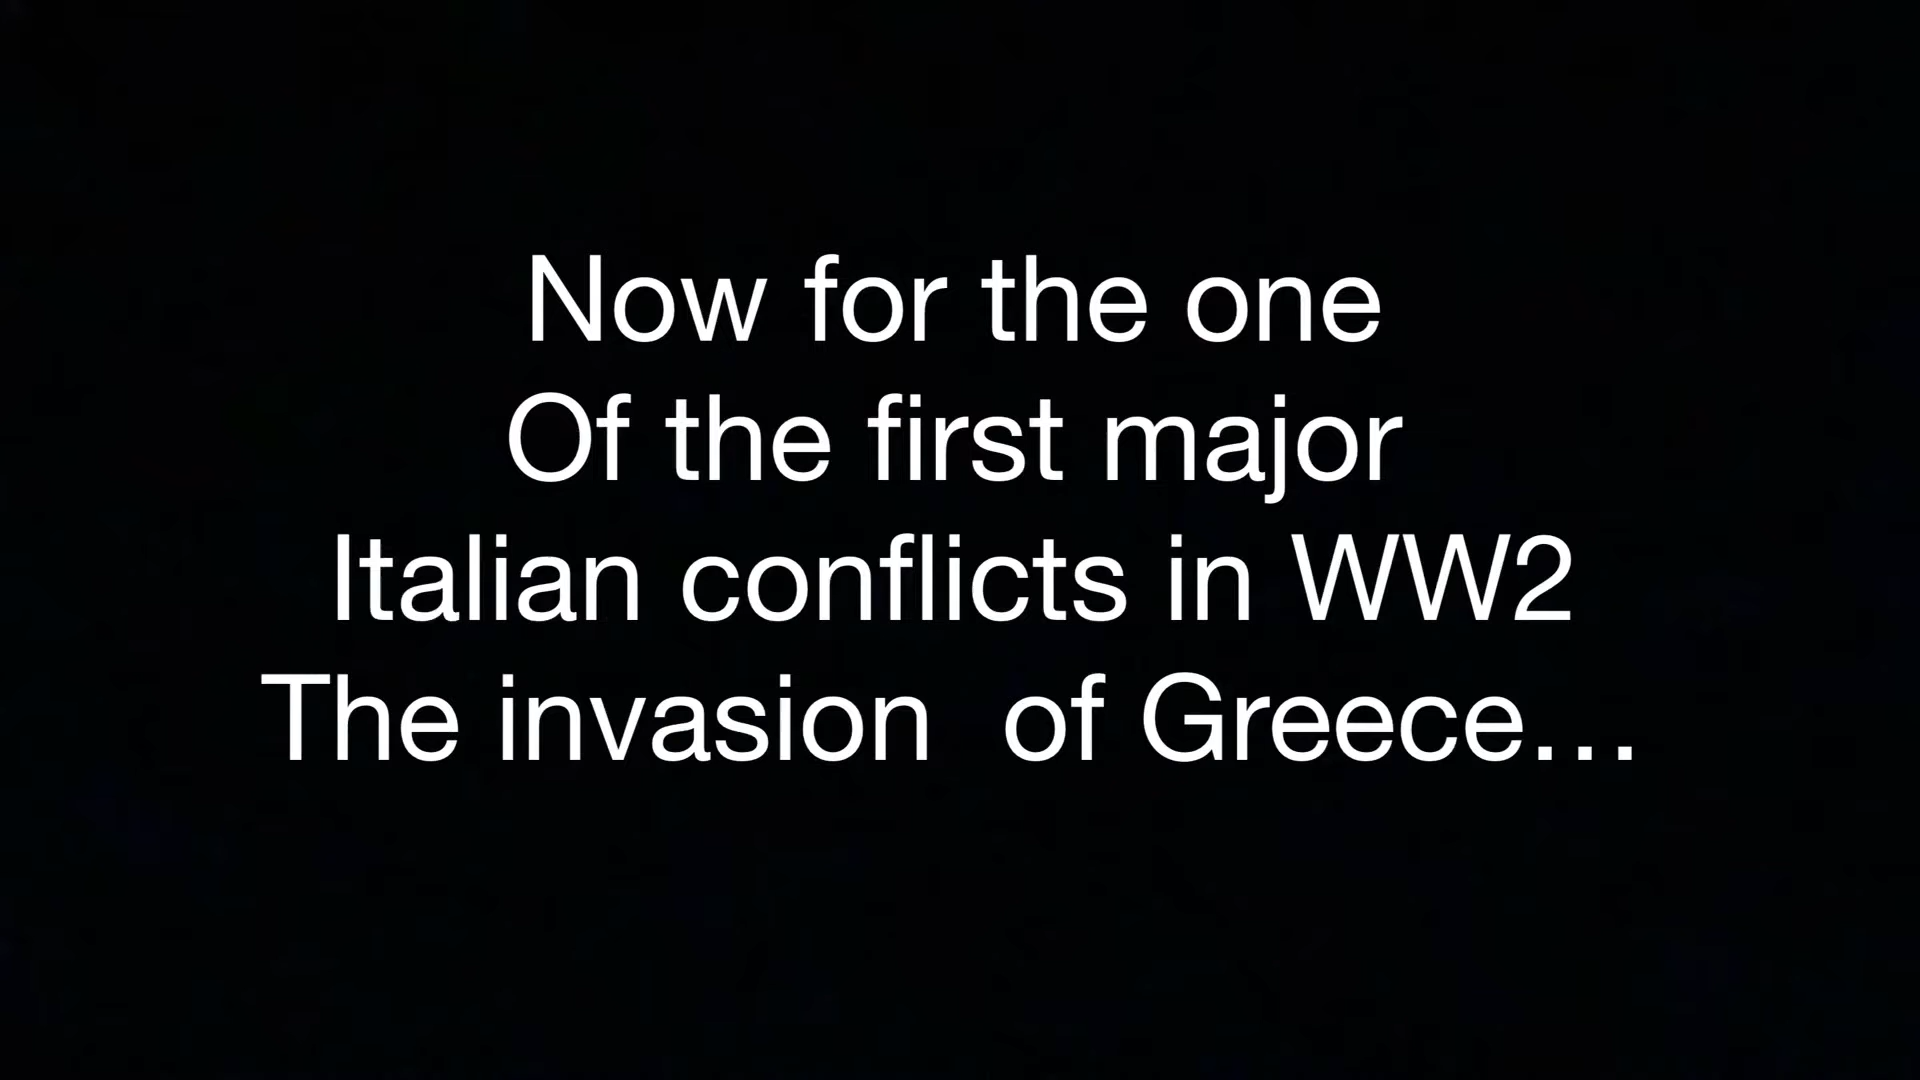 Now for the one
Of the first major
Italian conflicts in WW2
The invasion  of Greece...